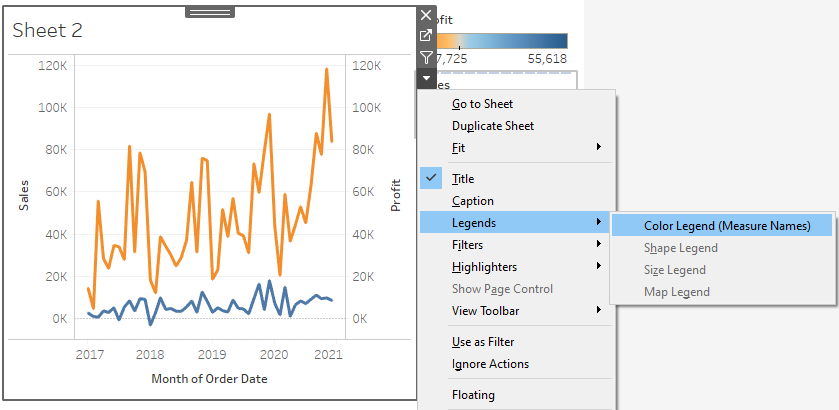 Sheet 2
120K
100K
80K
60K
40K
20K
0K
Sales
120K
100K
80K
60K
40K
20K
0K
Profit
2017 2018 2019 2020 2021
Month of Order Date
ofit
7,725 55,618
es
Go to Sheet
Duplicate Sheet
Fit
Title
Caption
Legends
Filters
Highlighters
Show Page Control
View Toolbar
Use as Filter
Ignore Actions
Floating
Color Legend (Measure Names)
Shape Legend
Size Legend
Map Legend